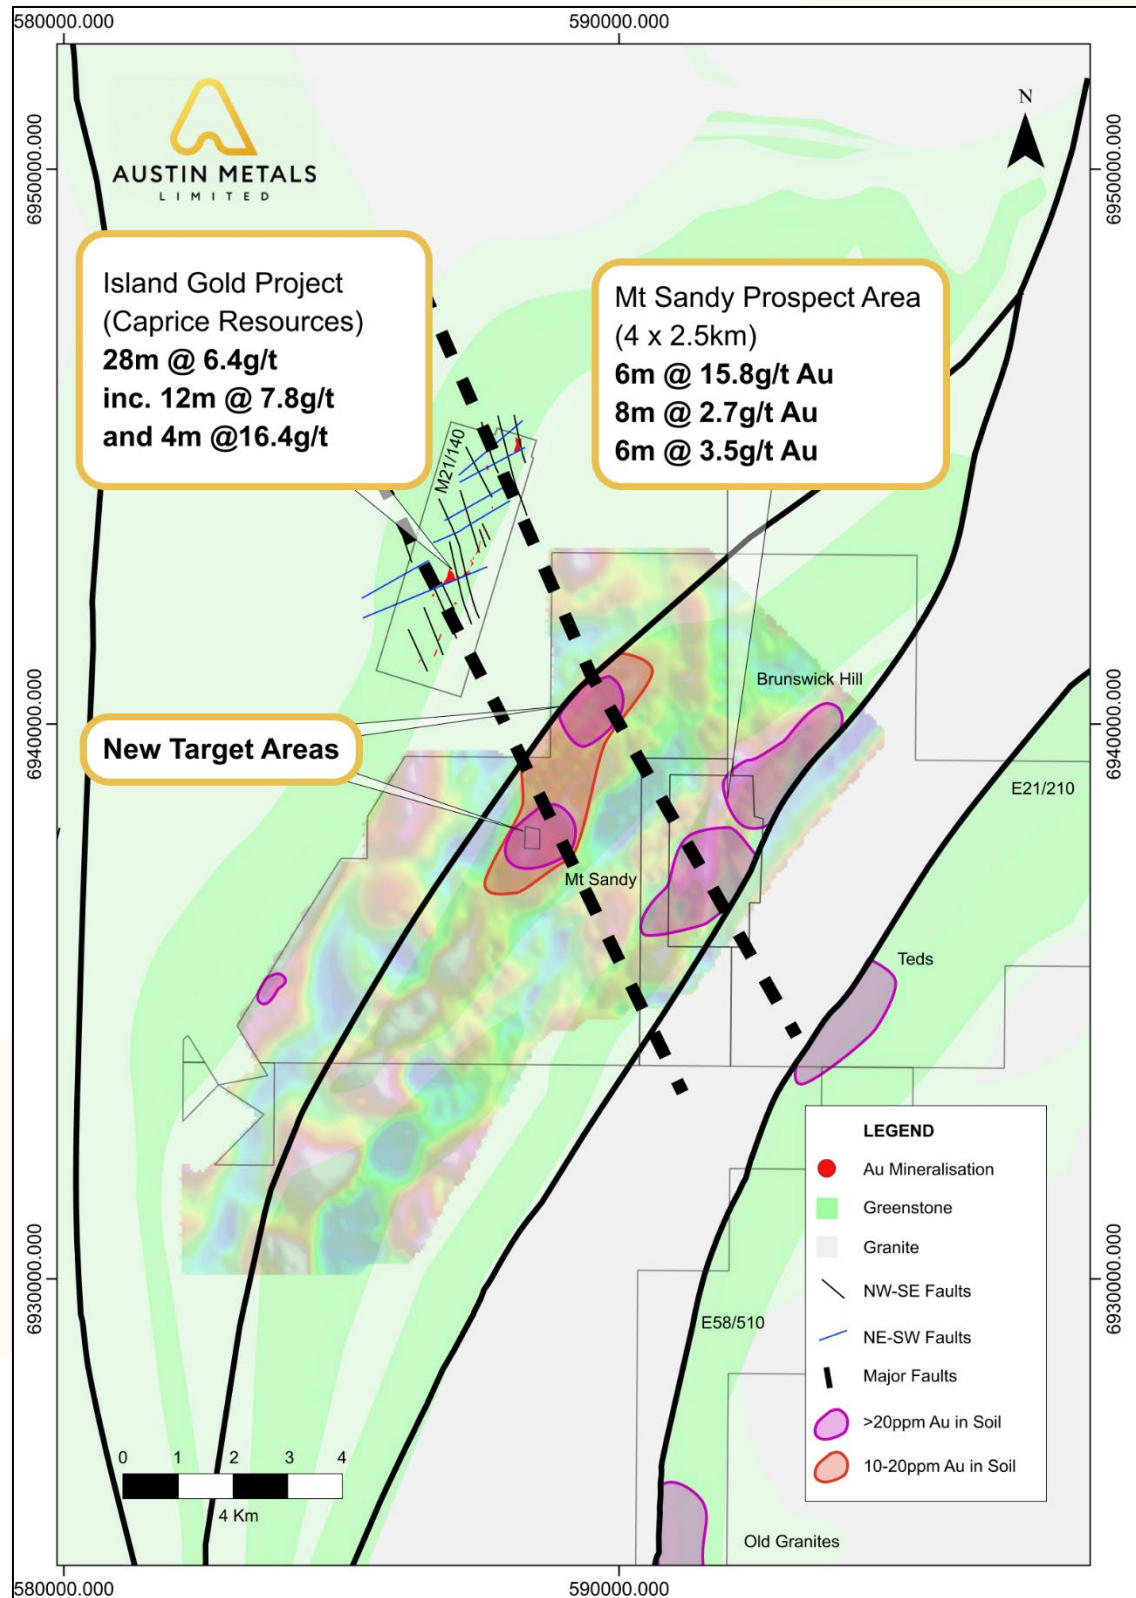 580000.000
590000.000
N
AUSTIN METALS
LIMITED
6950000.000
6950000.000
Island Gold Project
(Caprice Resources)
28m @ 6.4g/t
inc. 12m @ 7.8g/t
and 4m @16.4g/t
Mt Sandy Prospect Area
(4 x 2.5km)
6m @ 15.8g/t Au
8m @ 2.7g/t Au
6m @ 3.5g/t Au
M21/140
Brunswick Hill
6940000.000
6940000.000
New Target Areas
E21/210
Mt Sandy
Teds
LEGEND
Au Mineralisation
Greenstone
Granite
NW-SE Faults
NE-SW Faults
Major Faults
>20ppm Au in Soil
10-20ppm Au in Soil
6930000.000
6930000.000
E58/510
0 1 2 3 4
4 Km
Old Granites
580000.000
590000.000